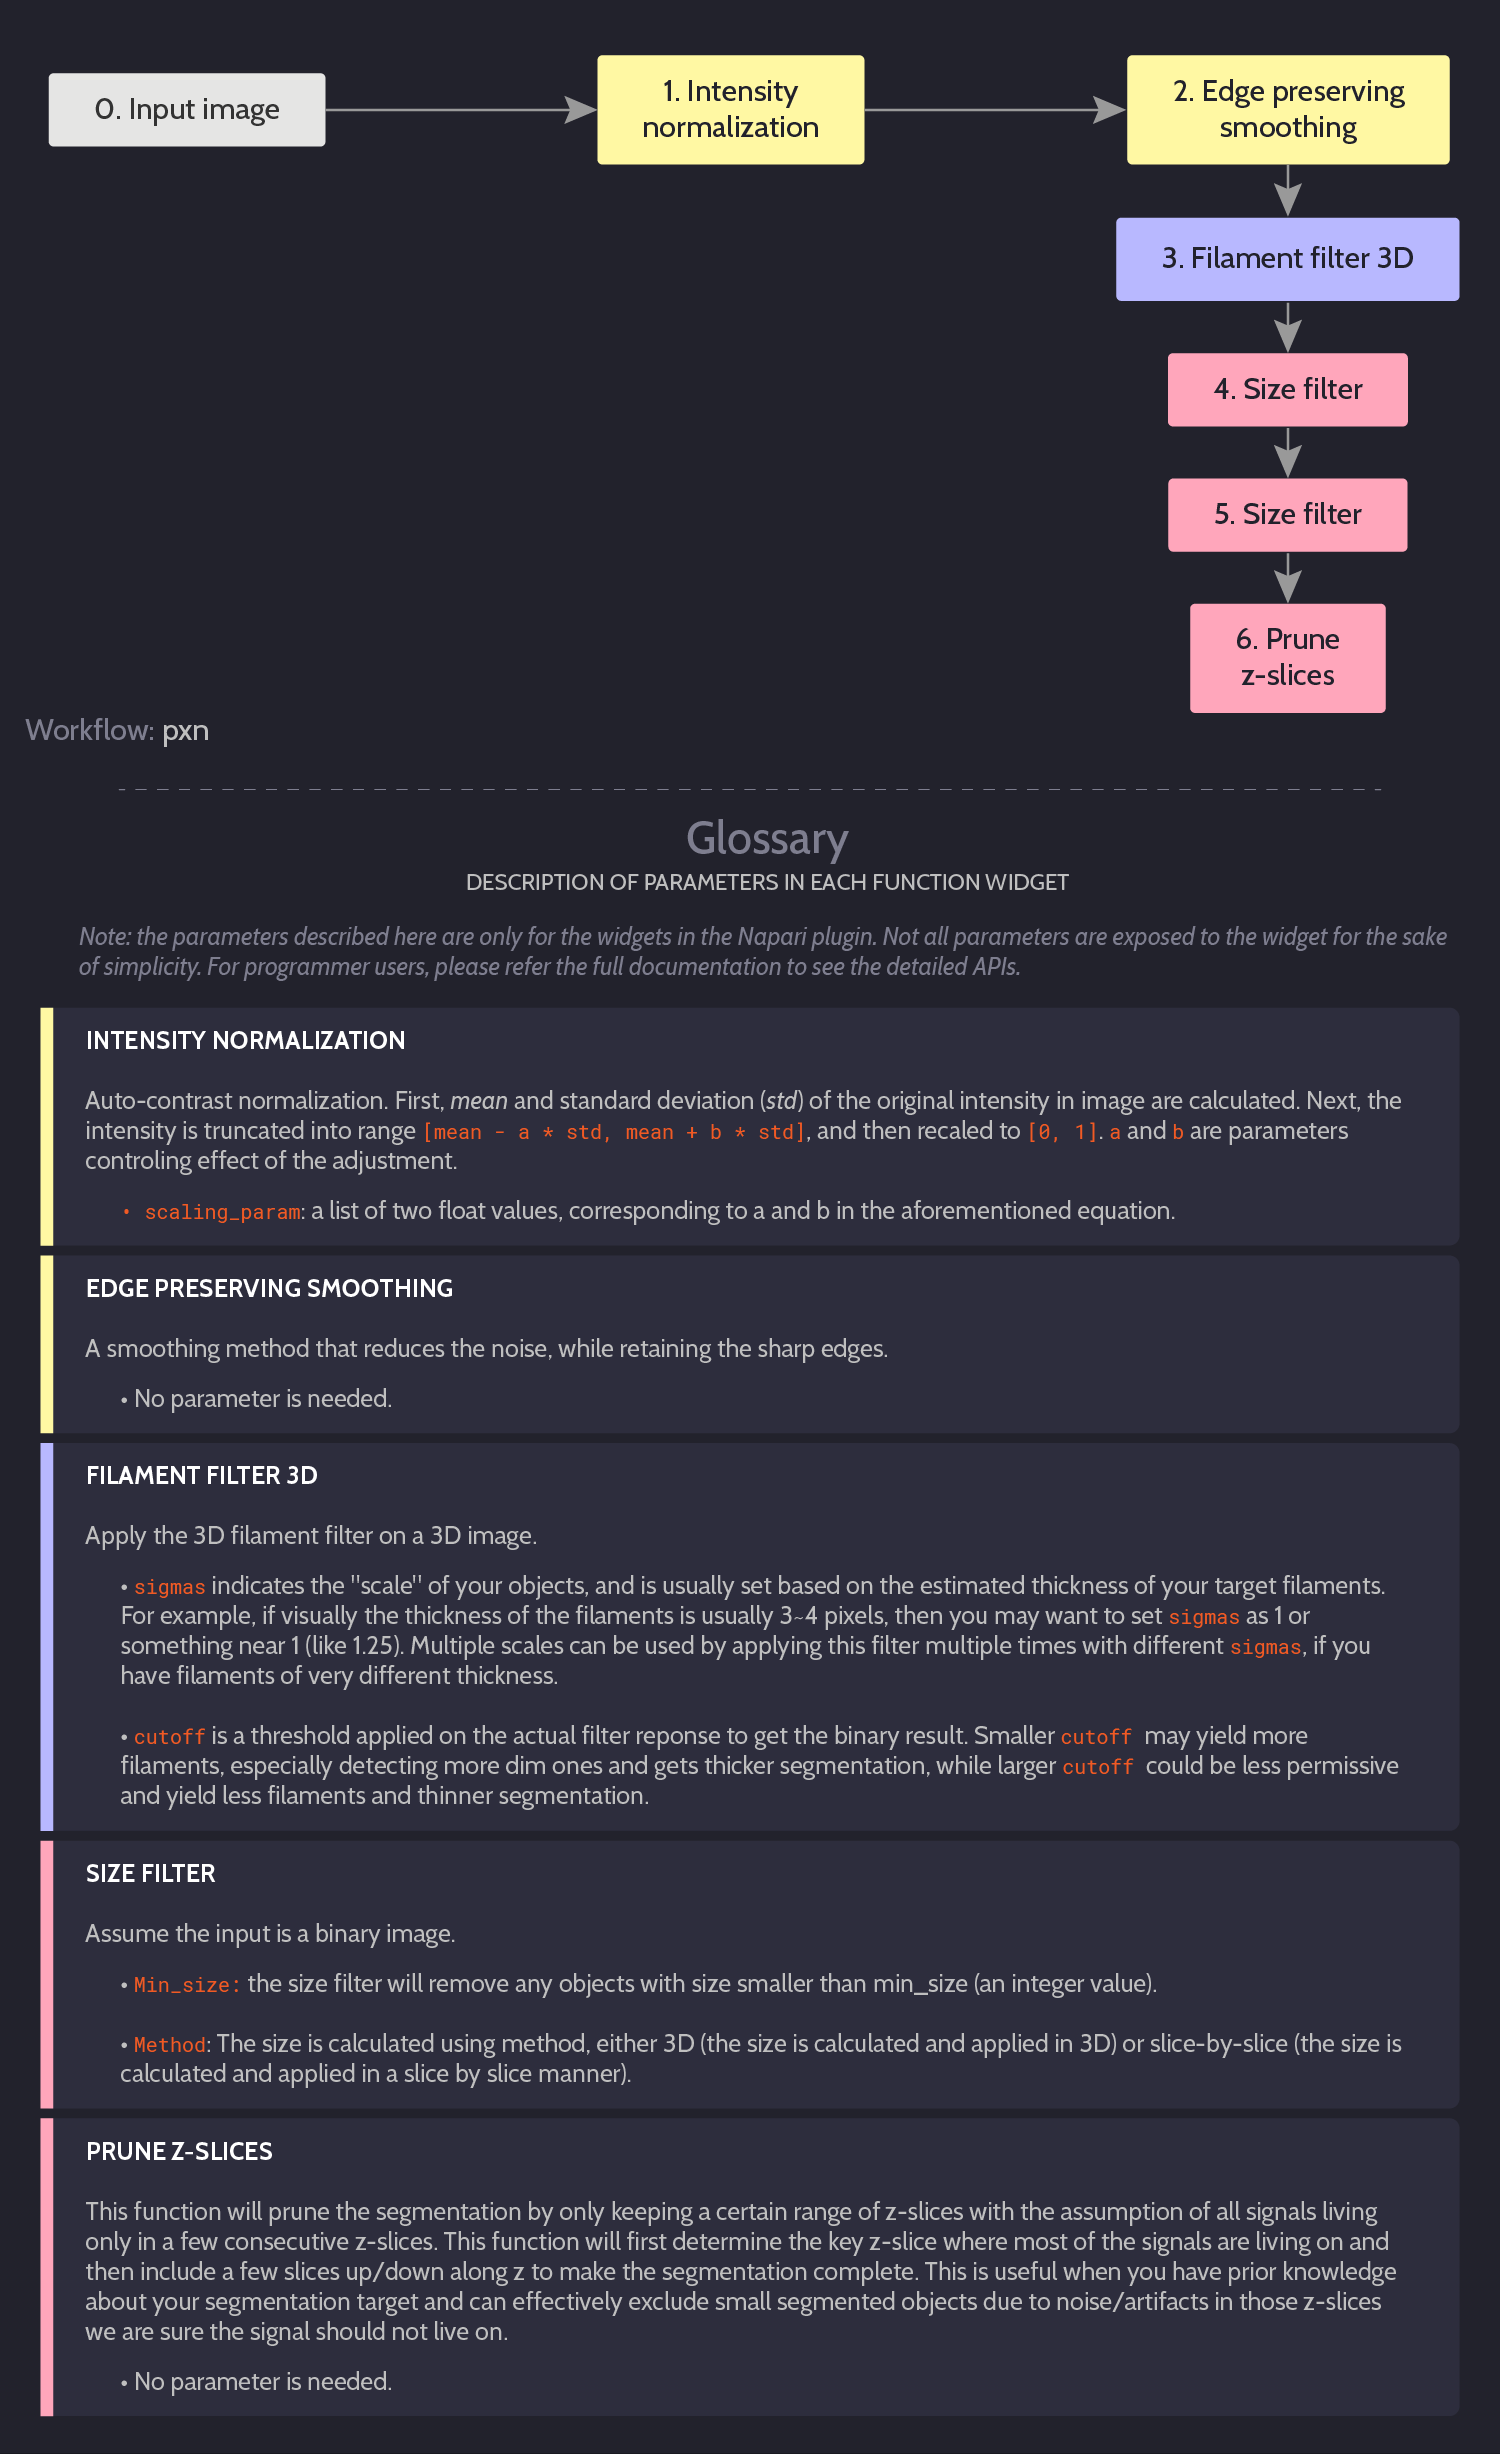 0. Input image
1. Intensity
normalization
2. Edge preserving
smoothing
3. Filament filter 3D
4. Size filter
5. Size filter
6. Prune
z-slices
Workflow: pxn
Glossary
DESCRIPTION OF PARAMETERS IN EACH FUNCTION WIDGET
Note: the parameters described here are only for the widgets in the Napari plugin. Not all parameters are exposed to the widget for the sake
of simplicity. For programmer users, please refer the full documentation to see the detailed APIs.
INTENSITY NORMALIZATION
Auto-contrast normalization. First, mean and standard deviation (std) of the original intensity in image are calculated. Next, the
intensity is truncated into range [mean - a * std, mean + b * std], and then recaled to [0, 1]. a and b are parameters
controling effect of the adjustment.
• scaling_param: a list of two float values, corresponding to a and b in the aforementioned equation.
EDGE PRESERVING SMOOTHING
A smoothing method that reduces the noise, while retaining the sharp edges.
• No parameter is needed.
FILAMENT FILTER 3D
Apply the 3D filament filter on a 3D image.
• sigmas indicates the "scale" of your objects, and is usually set based on the estimated thickness of your target filaments.
For example, if visually the thickness of the filaments is usually 3~4 pixels, then you may want to set sigmas as 1 or
something near 1 (like 1.25). Multiple scales can be used by applying this filter multiple times with different sigmas, if you
have filaments of very different thickness.
• cutoff is a threshold applied on the actual filter reponse to get the binary result. Smaller cutoff may yield more
filaments, especially detecting more dim ones and gets thicker segmentation, while larger cutoff could be less permissive
and yield less filaments and thinner segmentation.
SIZE FILTER
Assume the input is a binary image.
• Min_size: the size filter will remove any objects with size smaller than min_size (an integer value).
• Method: The size is calculated using method, either 3D (the size is calculated and applied in 3D) or slice-by-slice (the size is
calculated and applied in a slice by slice manner).
PRUNE Z-SLICES
This function will prune the segmentation by only keeping a certain range of z-slices with the assumption of all signals living
only in a few consecutive z-slices. This function will first determine the key z-slice where most of the signals are living on and
then include a few slices up/down along z to make the segmentation complete. This is useful when you have prior knowledge
about your segmentation target and can effectively exclude small segmented objects due to noise/artifacts in those z-slices
we are sure the signal should not live on.
• No parameter is needed.